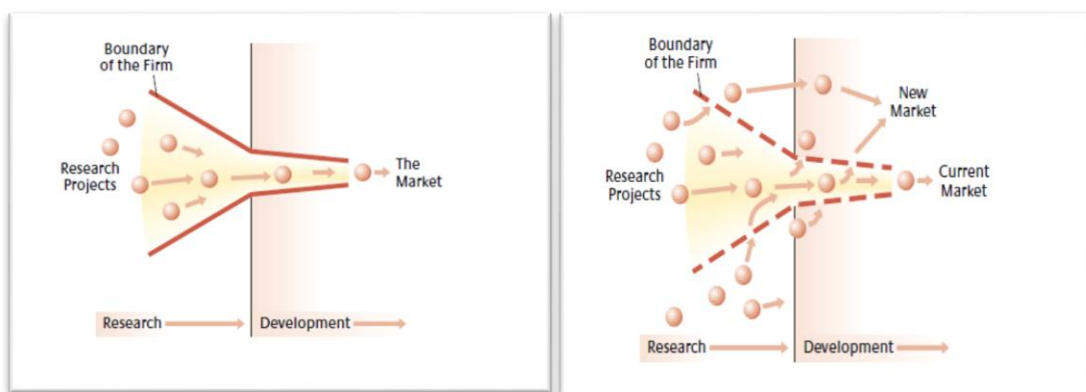 Boundary
of the Firm
Research
Projects
The
Market
Research
Development
Boundary
of the Firm
New
Market
Research
Projects
Current
Market
Research
Development